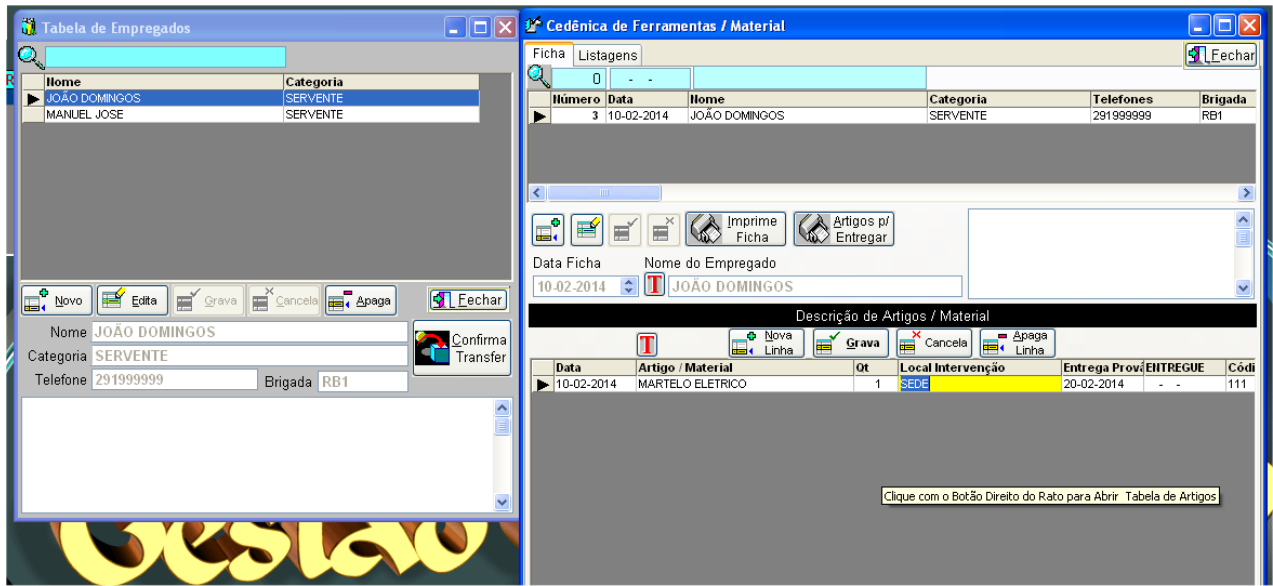 Tabela de Empregados
Nome Categoria
JOÃO DOMINGOS SERVENTE
MANUEL JOSE SERVENTE
Novo Edita Grava Cancela Apaga Fechar
Nome JOÃO DOMINGOS
Categoria SERVENTE
Telefone 291999999 Brigada RB1
Confirma
Transfer
Cedênica de Ferramentas / Material
Ficha Listagens
Fechar
0 - -
Número Data Nome Categoria Telefones Brigada
3 10-02-2014 JOÃO DOMINGOS SERVENTE 291999999 RB1
Imprime
Ficha
Artigos p/
Entregar
Data Ficha Nome do Empregado
10-02-2014 T JOÃO DOMINGOS
Descrição de Artigos / Material
T
Nova
Linha
Grava
Cancela
Apaga
Linha
Data Artigo / Material Qt Local Intervenção Entrega Prová ENTREGUE Códi
10-02-2014 MARTELO ELETRICO 1 SEDE 20-02-2014 - - 111
Clique com o Botão Direito do Rato para Abrir Tabela de Artigos
Gestão